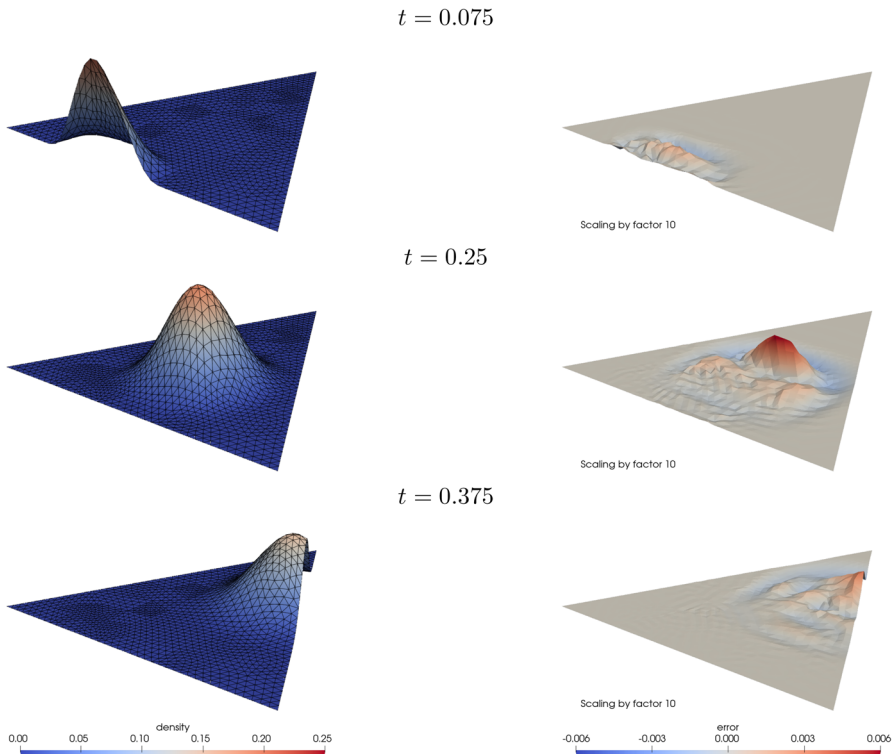 t = 0.075
Scaling by factor 10
t = 0.25
Scaling by factor 10
t = 0.375
Scaling by factor 10
density
0.00 0.05 0.10 0.15 0.20 0.25
error
-0.006 -0.003 0.000 0.003 0.006